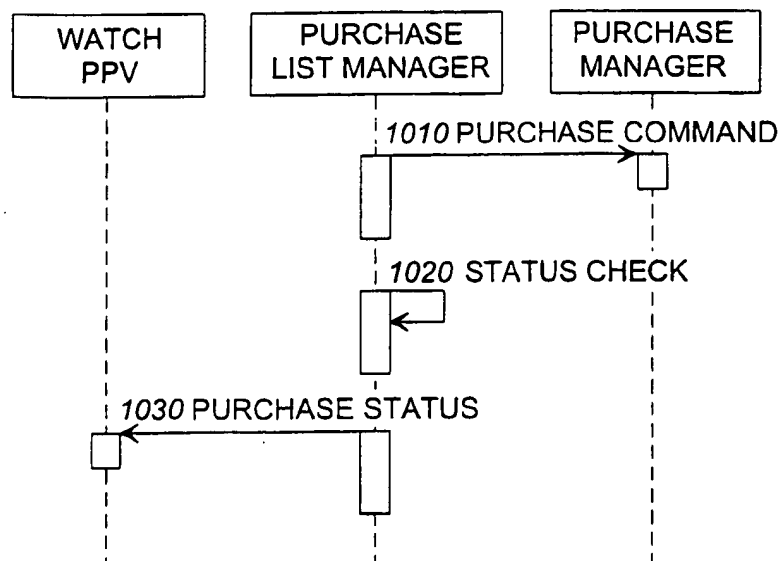 WATCH
PPV
PURCHASE
LIST MANAGER
PURCHASE
MANAGER
1010 PURCHASE COMMAND
1020 STATUS CHECK
1030 PURCHASE STATUS